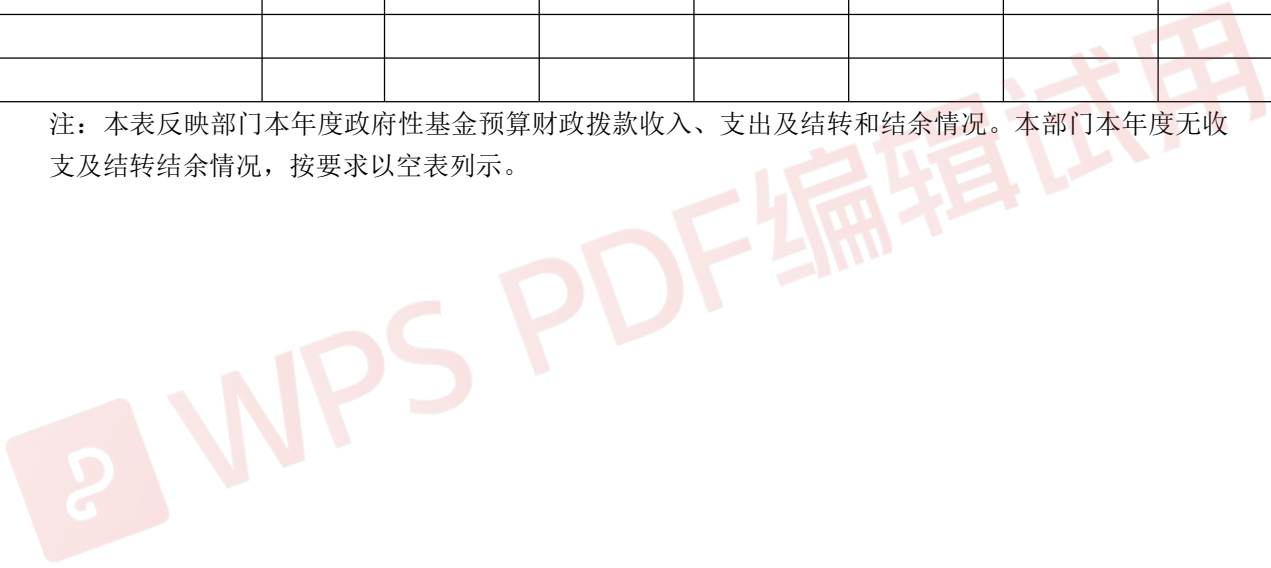 注：本表反映部门本年度政府性基金预算财政拨款收入、支出及结转和结余情况。本部门本年度无收
支及结转结余情况，按要求以空表列示。
WPS PDF编辑试用